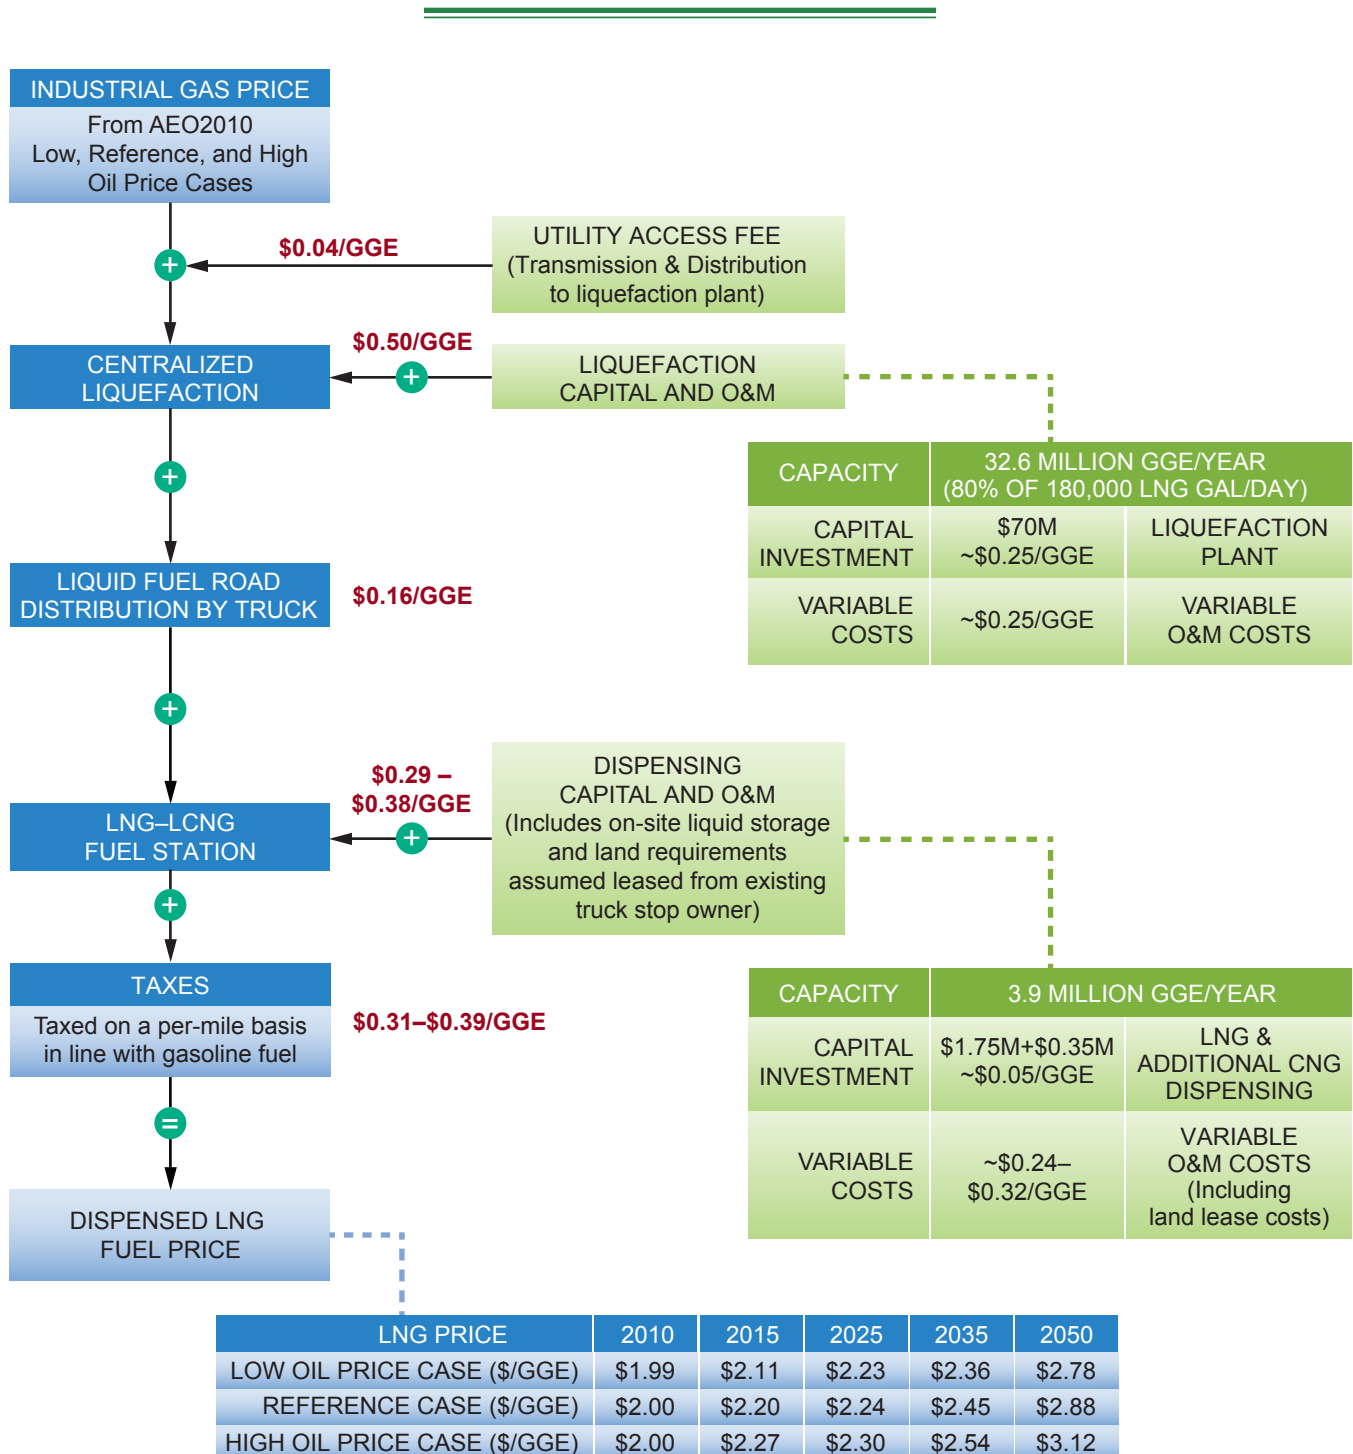 INDUSTRIAL GAS PRICE
From AEO2010
Low, Reference, and High
Oil Price Cases
+
$0.04/GGE
UTILITY ACCESS FEE
(Transmission & Distribution
to liquefaction plant)
CENTRALIZED
LIQUEFACTION
$0.50/GGE
+
LIQUEFACTION
CAPITAL AND O&M
CAPACITY
32.6 MILLION GGE/YEAR
(80% OF 180,000 LNG GAL/DAY)
CAPITAL
INVESTMENT
$70M
~$0.25/GGE
LIQUEFACTION
PLANT
VARIABLE
COSTS
~$0.25/GGE
VARIABLE
O&M COSTS
+
LIQUID FUEL ROAD
DISTRIBUTION BY TRUCK
$0.16/GGE
+
LNG–LCNG
FUEL STATION
$0.29 –
$0.38/GGE
+
DISPENSING
CAPITAL AND O&M
(Includes on-site liquid storage
and land requirements
assumed leased from existing
truck stop owner)
+
TAXES
Taxed on a per-mile basis
in line with gasoline fuel
$0.31–$0.39/GGE
CAPACITY
3.9 MILLION GGE/YEAR
CAPITAL
INVESTMENT
$1.75M+$0.35M
~$0.05/GGE
LNG &
ADDITIONAL CNG
DISPENSING
VARIABLE
COSTS
~$0.24–
$0.32/GGE
VARIABLE
O&M COSTS
(Including
land lease costs)
=
DISPENSED LNG
FUEL PRICE
LNG PRICE 2010 2015 2025 2035 2050
LOW OIL PRICE CASE ($/GGE) $1.99 $2.11 $2.23 $2.36 $2.78
REFERENCE CASE ($/GGE) $2.00 $2.20 $2.24 $2.45 $2.88
HIGH OIL PRICE CASE ($/GGE) $2.00 $2.27 $2.30 $2.54 $3.12